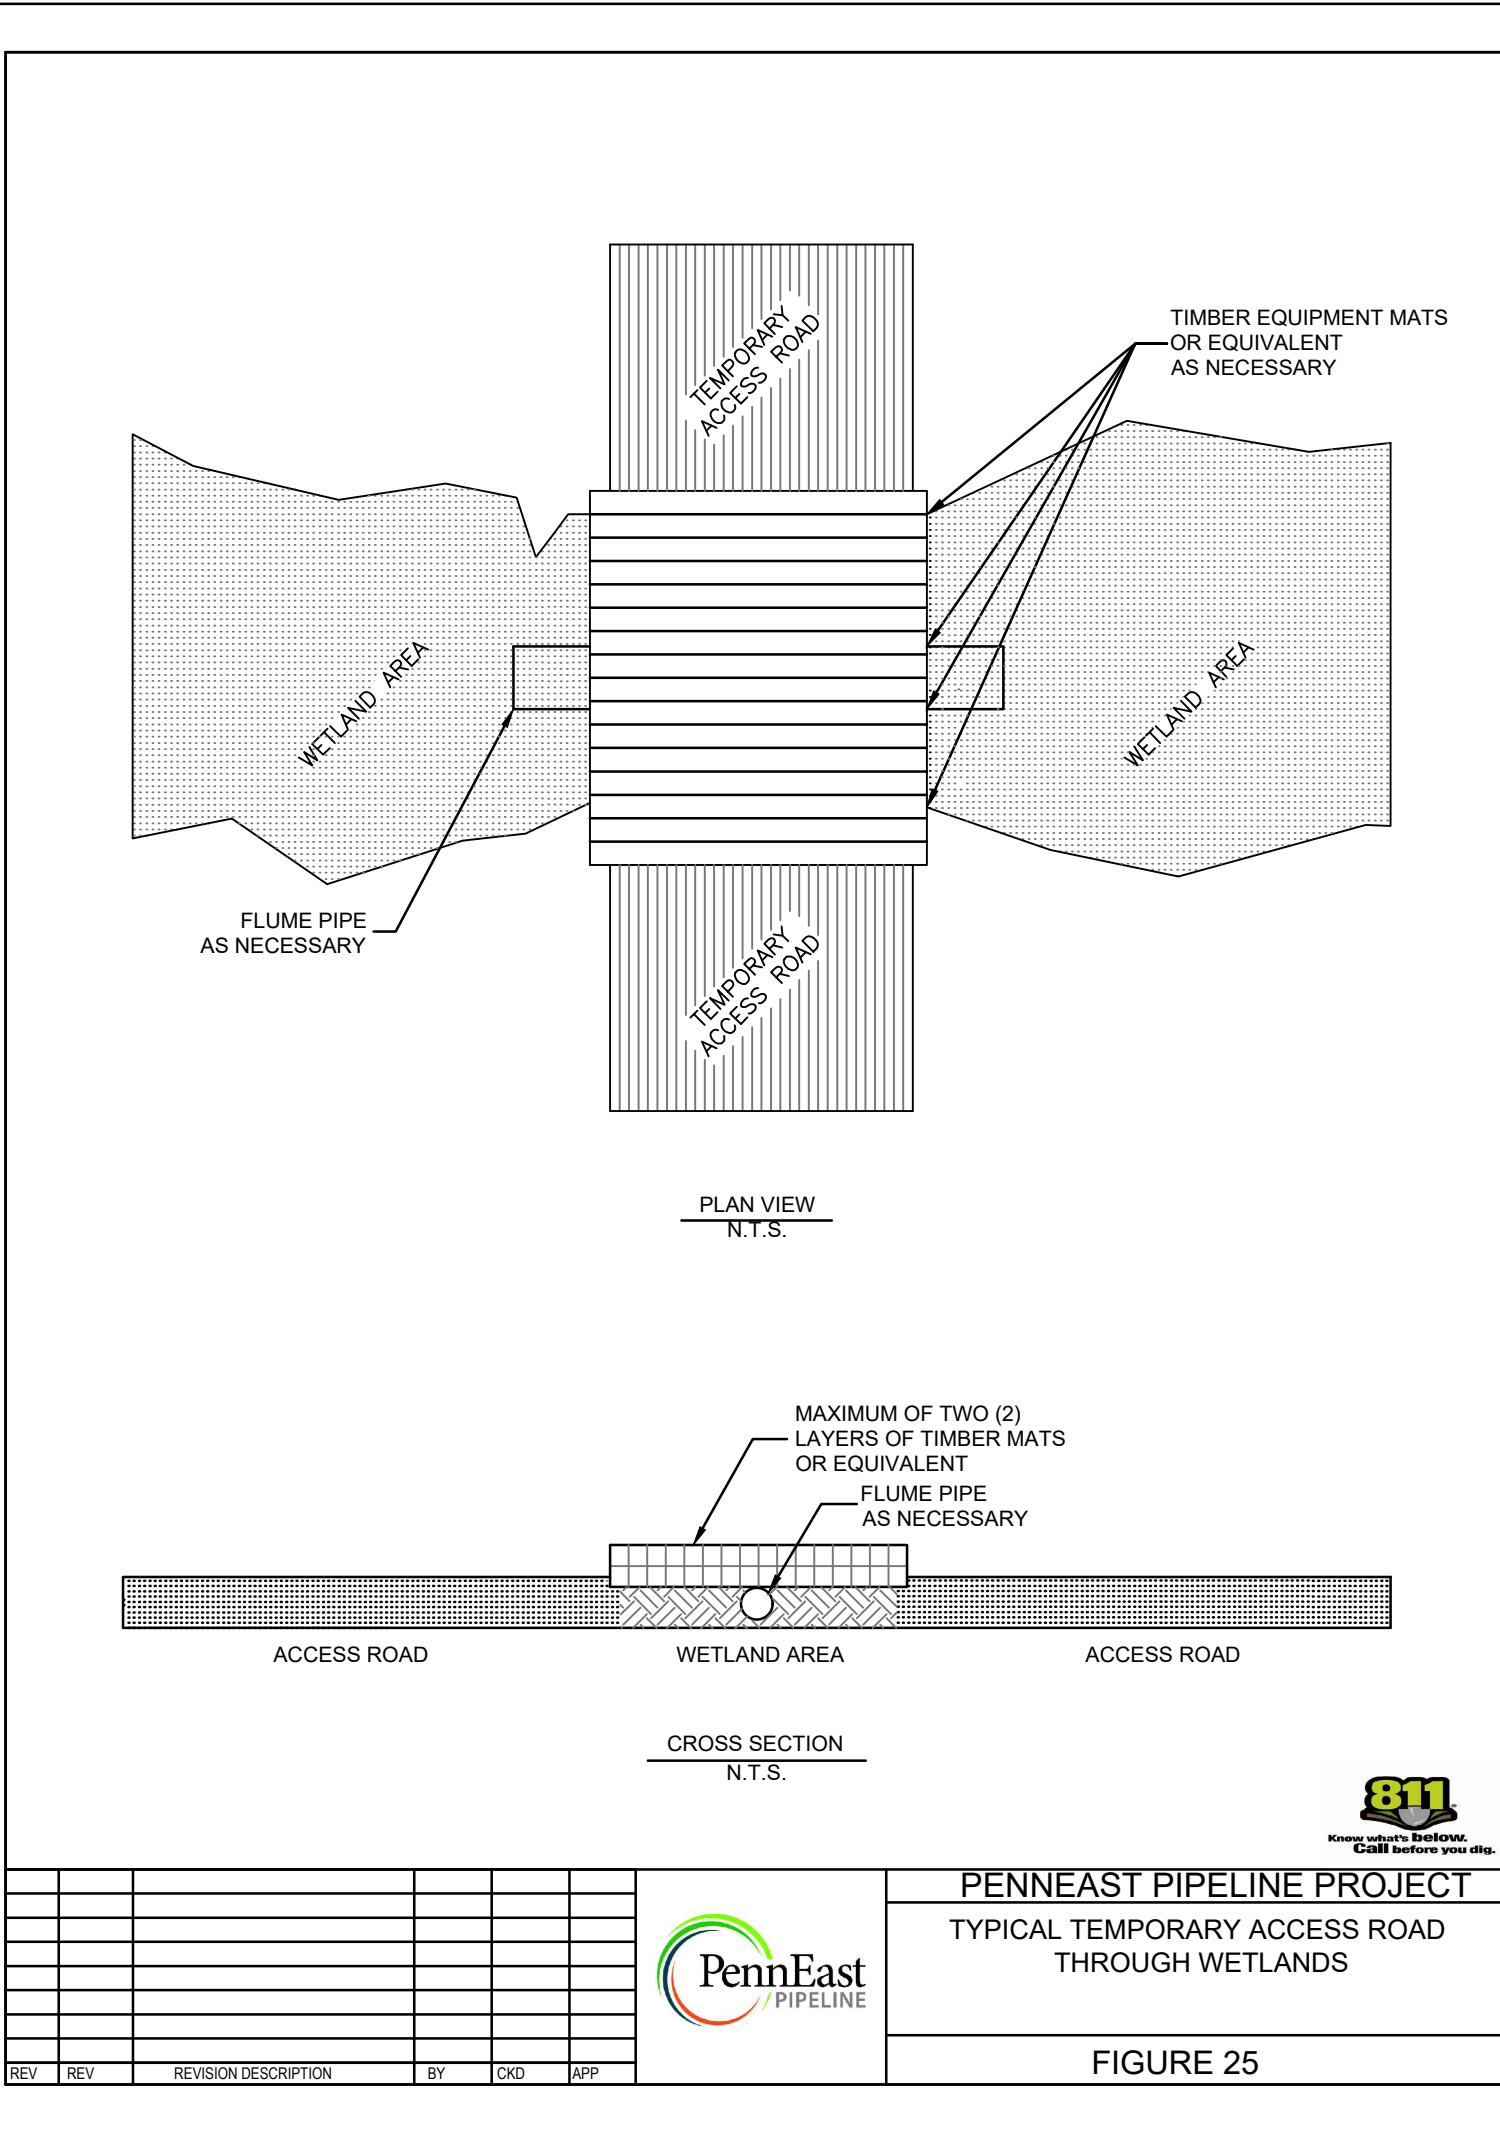 TEMPORARY
ACCESS ROAD
TIMBER EQUIPMENT MATS
OR EQUIVALENT
AS NECESSARY
WETLAND AREA
WETLAND AREA
FLUME PIPE
AS NECESSARY
TEMPORARY
ACCESS ROAD
PLAN VIEW
N.T.S.
MAXIMUM OF TWO (2)
LAYERS OF TIMBER MATS
OR EQUIVALENT
FLUME PIPE
AS NECESSARY
ACCESS ROAD
WETLAND AREA
ACCESS ROAD
CROSS SECTION
N.T.S.
811
Know what's below.
Call before you dig.
PENNEAST PIPELINE PROJECT
TYPICAL TEMPORARY ACCESS ROAD
THROUGH WETLANDS
PennEast
PIPELINE
FIGURE 25
REV REV REVISION DESCRIPTION BY CKD APP